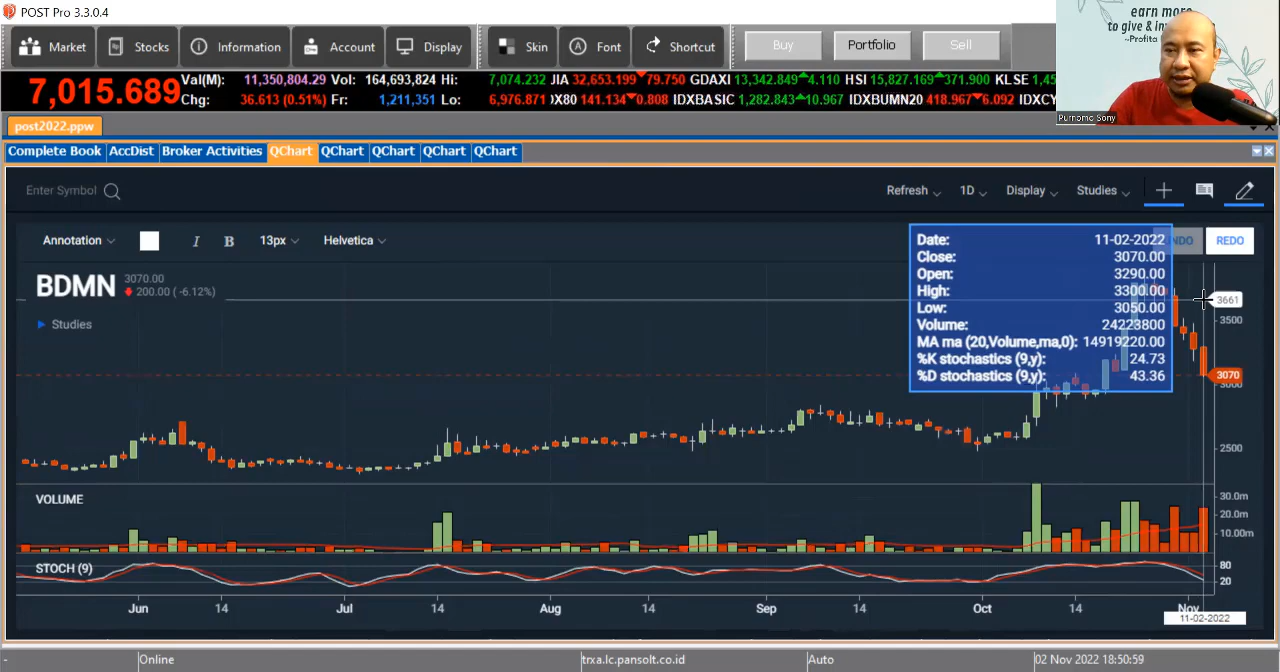 POST Pro 3.3.0.4
earn more
to give & in
~Profita
Market Stocks Information Account Display Skin Font Shortcut Buy Portfolio Sell
7,015.689 Val(M): 11,350,804.29 Vol: 164,693,824 Hi: 7,074.232 JIA 32,653.199 79.750 GDAXI 13,342.849 4.110 HSI 15,827.169 371.900 KLSE 1,45
Chg: 36.613 (0.51%) Fr: 1,211,351 Lo: 6,976.871 JX80 141.134 0.808 IDXBASIC 1,282.843 10.967 IDXBUMN20 418.967 6.092 IDXCY
Purnomo Sony
post2022.ppw
Complete Book AccDist Broker Activities QChart QChart QChart QChart QChart
Enter Symbol Refresh 1D Display Studies
Annotation I B 13px Helvetica NDO REDO
Date: 11-02-2022
Close: 3070.00
Open: 3290.00
High: 3300.00
Low: 3050.00
Volume: 24223800
MA ma (20,Volume,ma,0): 14919220.00
%K stochastics (9,y): 24.73
%D stochastics (9,y): 43.36
BDMN 3070.00
200.00 ( -6.12%)
Studies
3661
3500
3070
3000
2500
VOLUME
30.0m
20.0m
10.00m
STOCH (9)
80
20
Jun 14 Jul 14 Aug 14 Sep 14 Oct 14 Nov
11-02-2022
- Online trxa.lc.pansolt.co.id Auto 02 Nov 2022 18:50:59